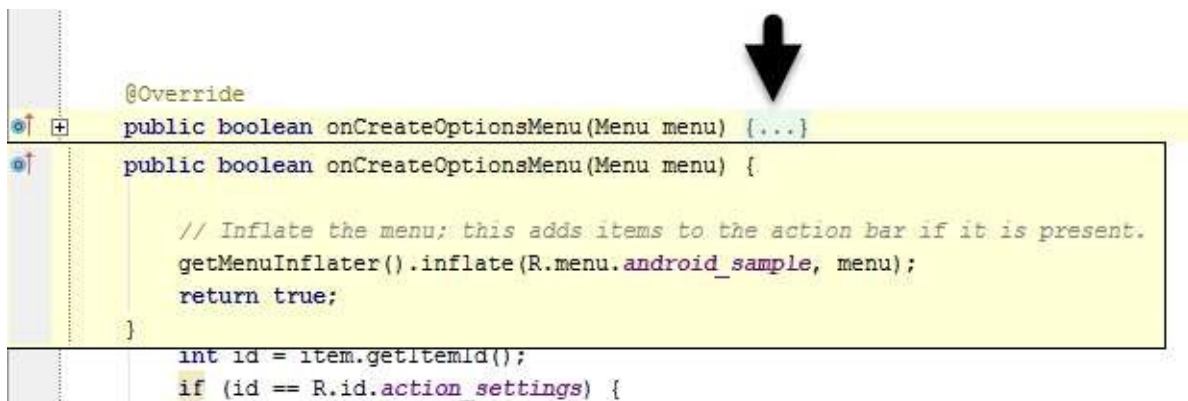 @Override
public boolean onCreateOptionsMenu(Menu menu) {...}
public boolean onCreateOptionsMenu(Menu menu) {
// Inflate the menu; this adds items to the action bar if it is present.
getMenuInflater().inflate(R.menu.android_sample, menu);
return true;
}
int id = item.getItemId();
if (id == R.id.action_settings) {